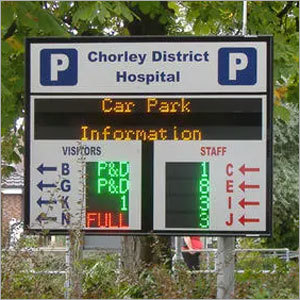 P Chorley District P
Hospital
Car Park
Information
VISITORS STAFF
B P&D 1 C
G P&D 8 E
K 1 3 I
N FULL 3 J